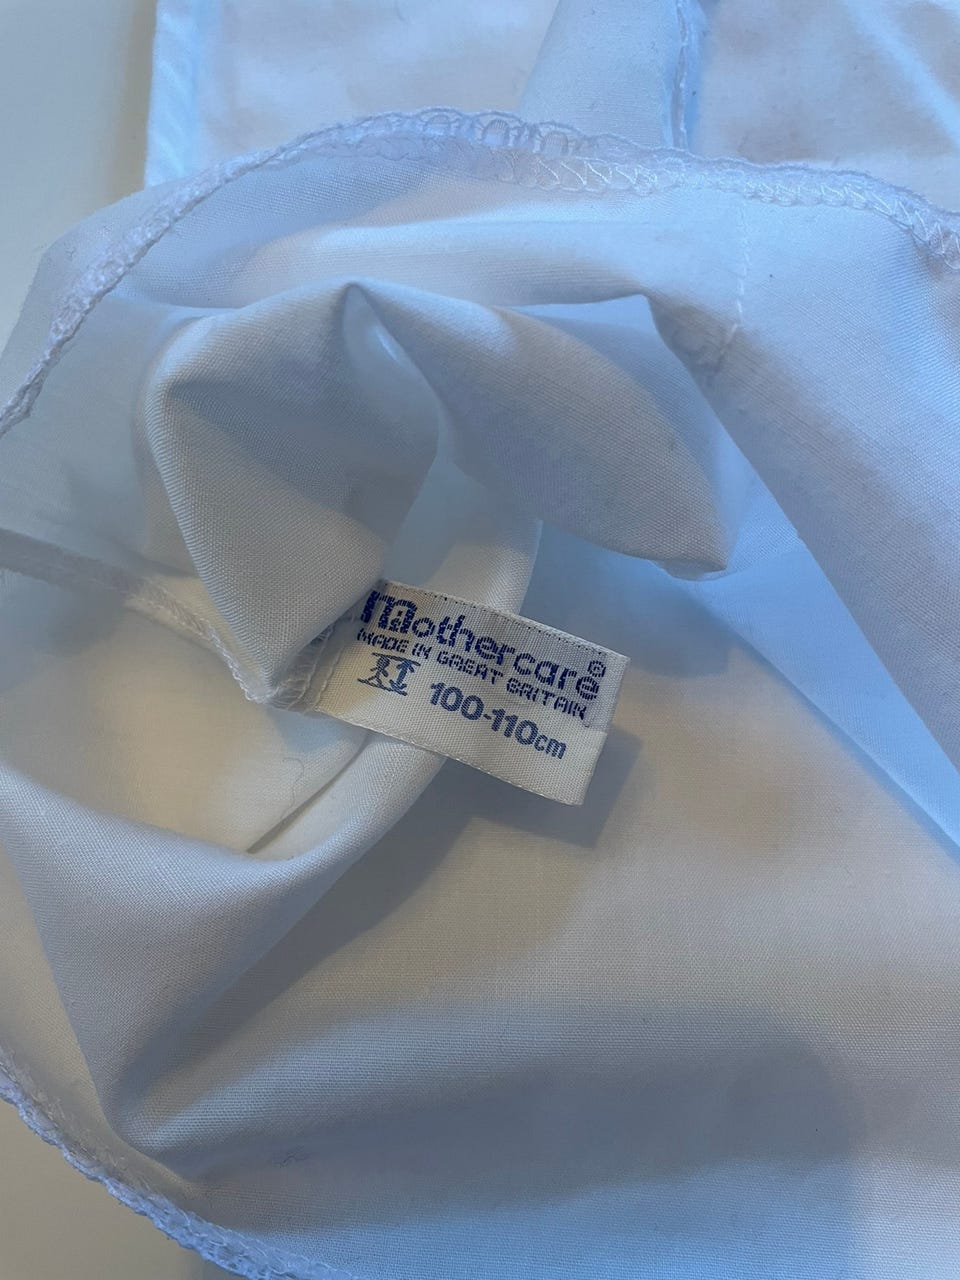 mothercare®
MADE IN GREAT BRITAIN
100-110cm